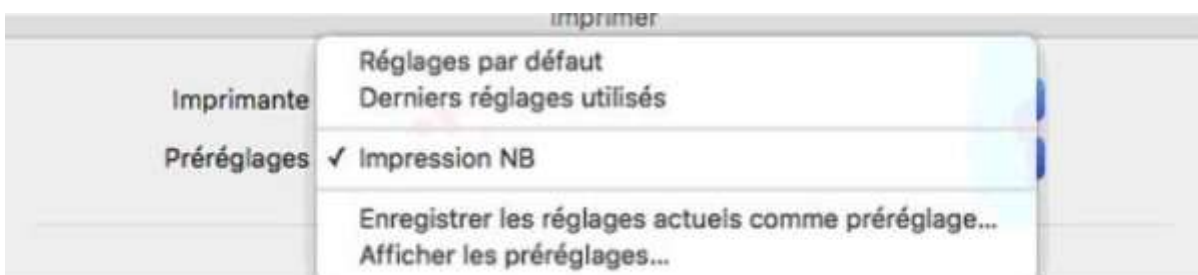 Imprimer
Réglages par défaut
Imprimante Derniers réglages utilisés
Préréglages ✓ Impression NB
Enregistrer les réglages actuels comme préréglage...
Afficher les préréglages...